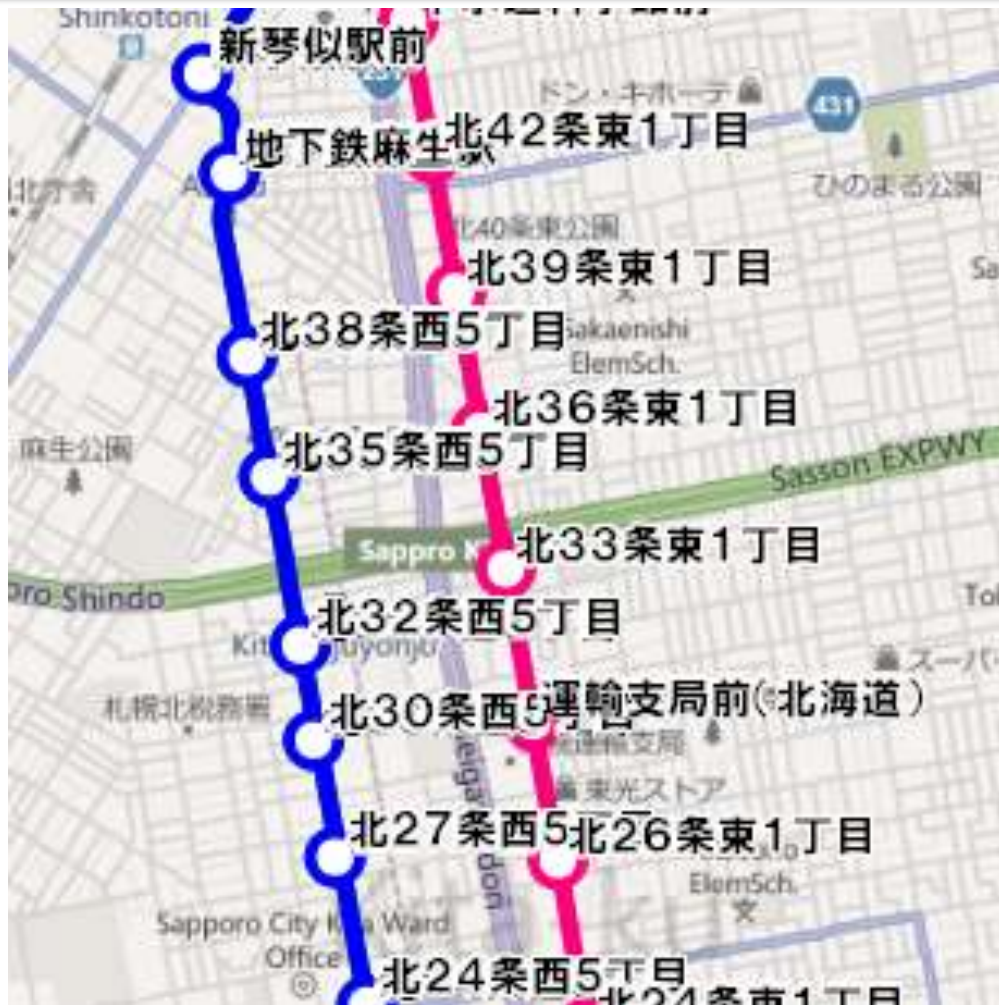 Shinkotoni
新琴似駅前
ドン・キホーテ
431
北42条東1丁目
地下鉄麻生駅
ひのまる公園
北40条東公園
北39条東1丁目
北38条西5丁目
ElemSch.
北36条東1丁目
麻生公園
北35条西5丁目
Sasson EXPWY
Sappro
北33条東1丁目
Shindo
北32条西5丁目
札幌北税務署
北30条西5丁目
運輸支局前(北海道)
東光ストア
北27条西5
北26条東1丁目
ElemSch.
Sapporo City Ward
Office
北24条西5丁目
北24条東1丁目